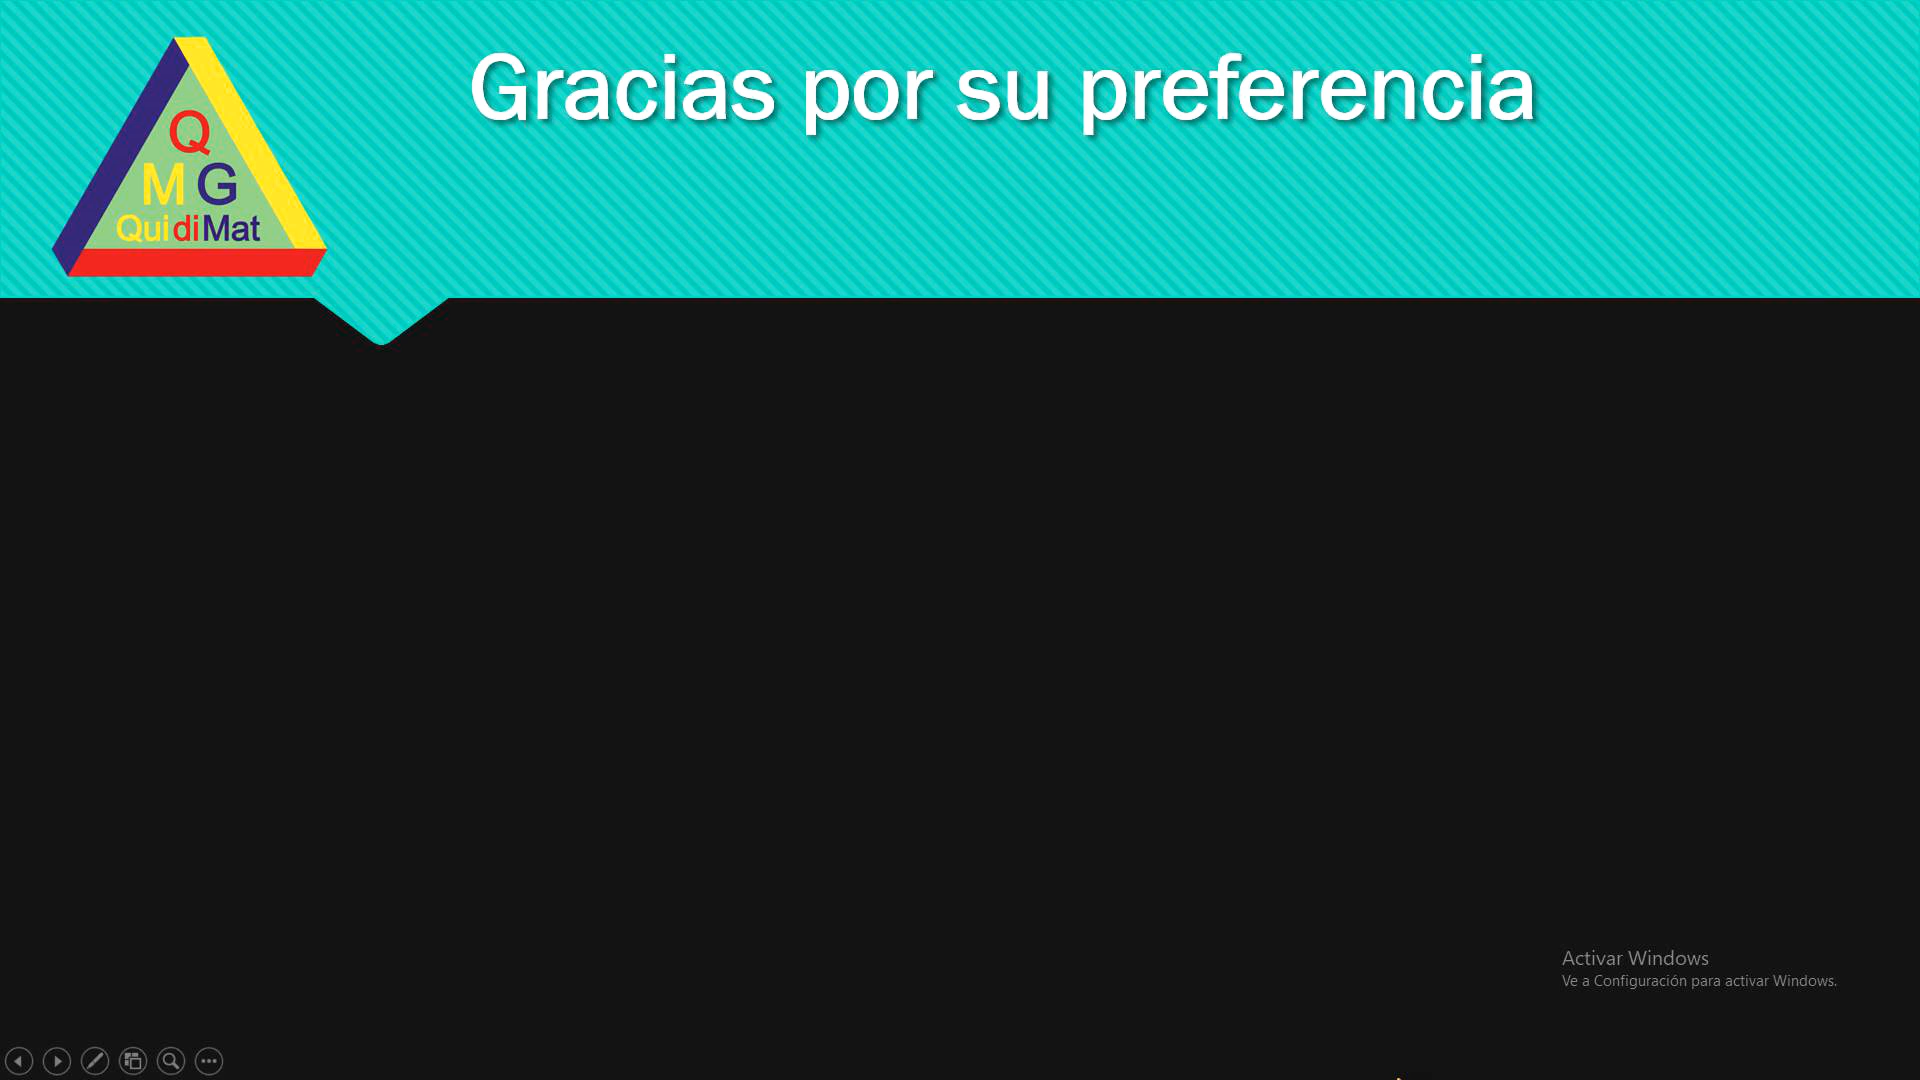 Gracias por su preferencia
Q
M G
QuidiMat
Activar Windows
Ve a Configuración para activar Windows.